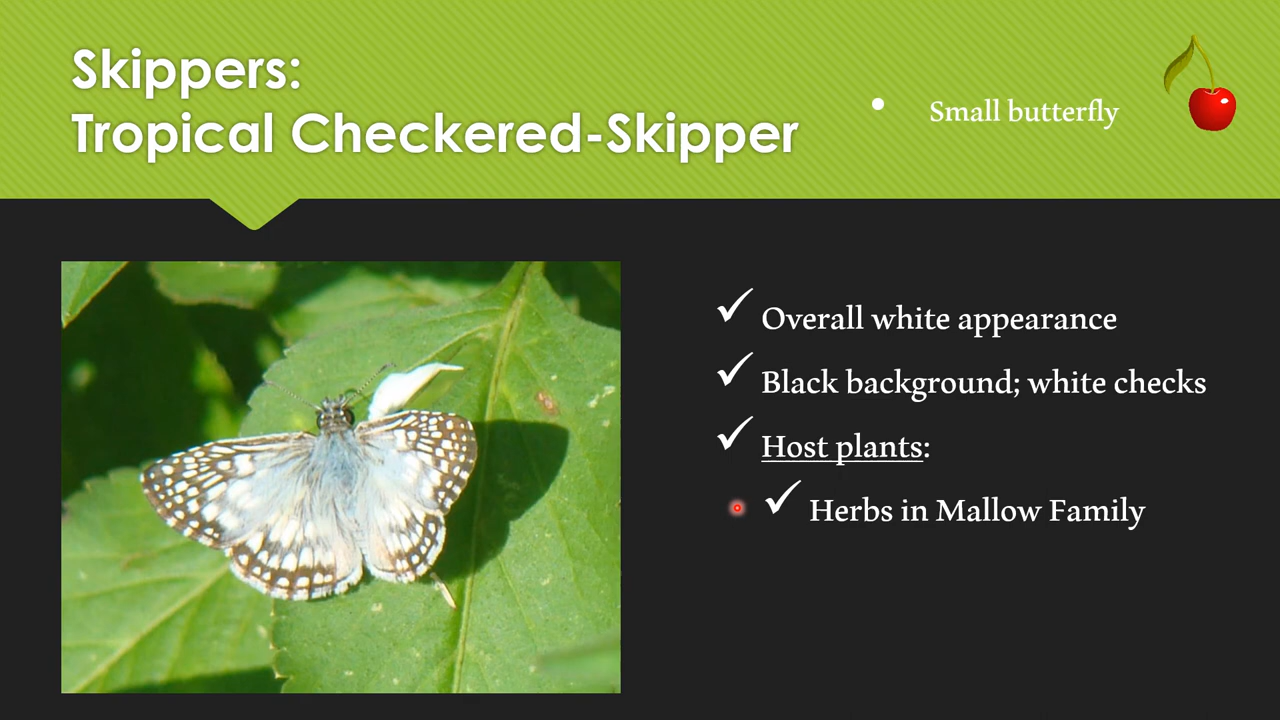 Skippers:
Tropical Checkered-Skipper
Small butterfly
Overall white appearance
Black background; white checks
Host plants:
Herbs in Mallow Family